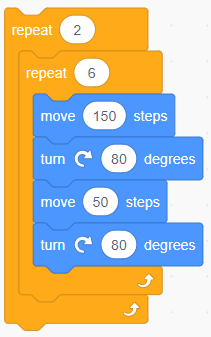 repeat 2
repeat 6
move 150 steps
turn 80 degrees
move 50 steps
turn 80 degrees